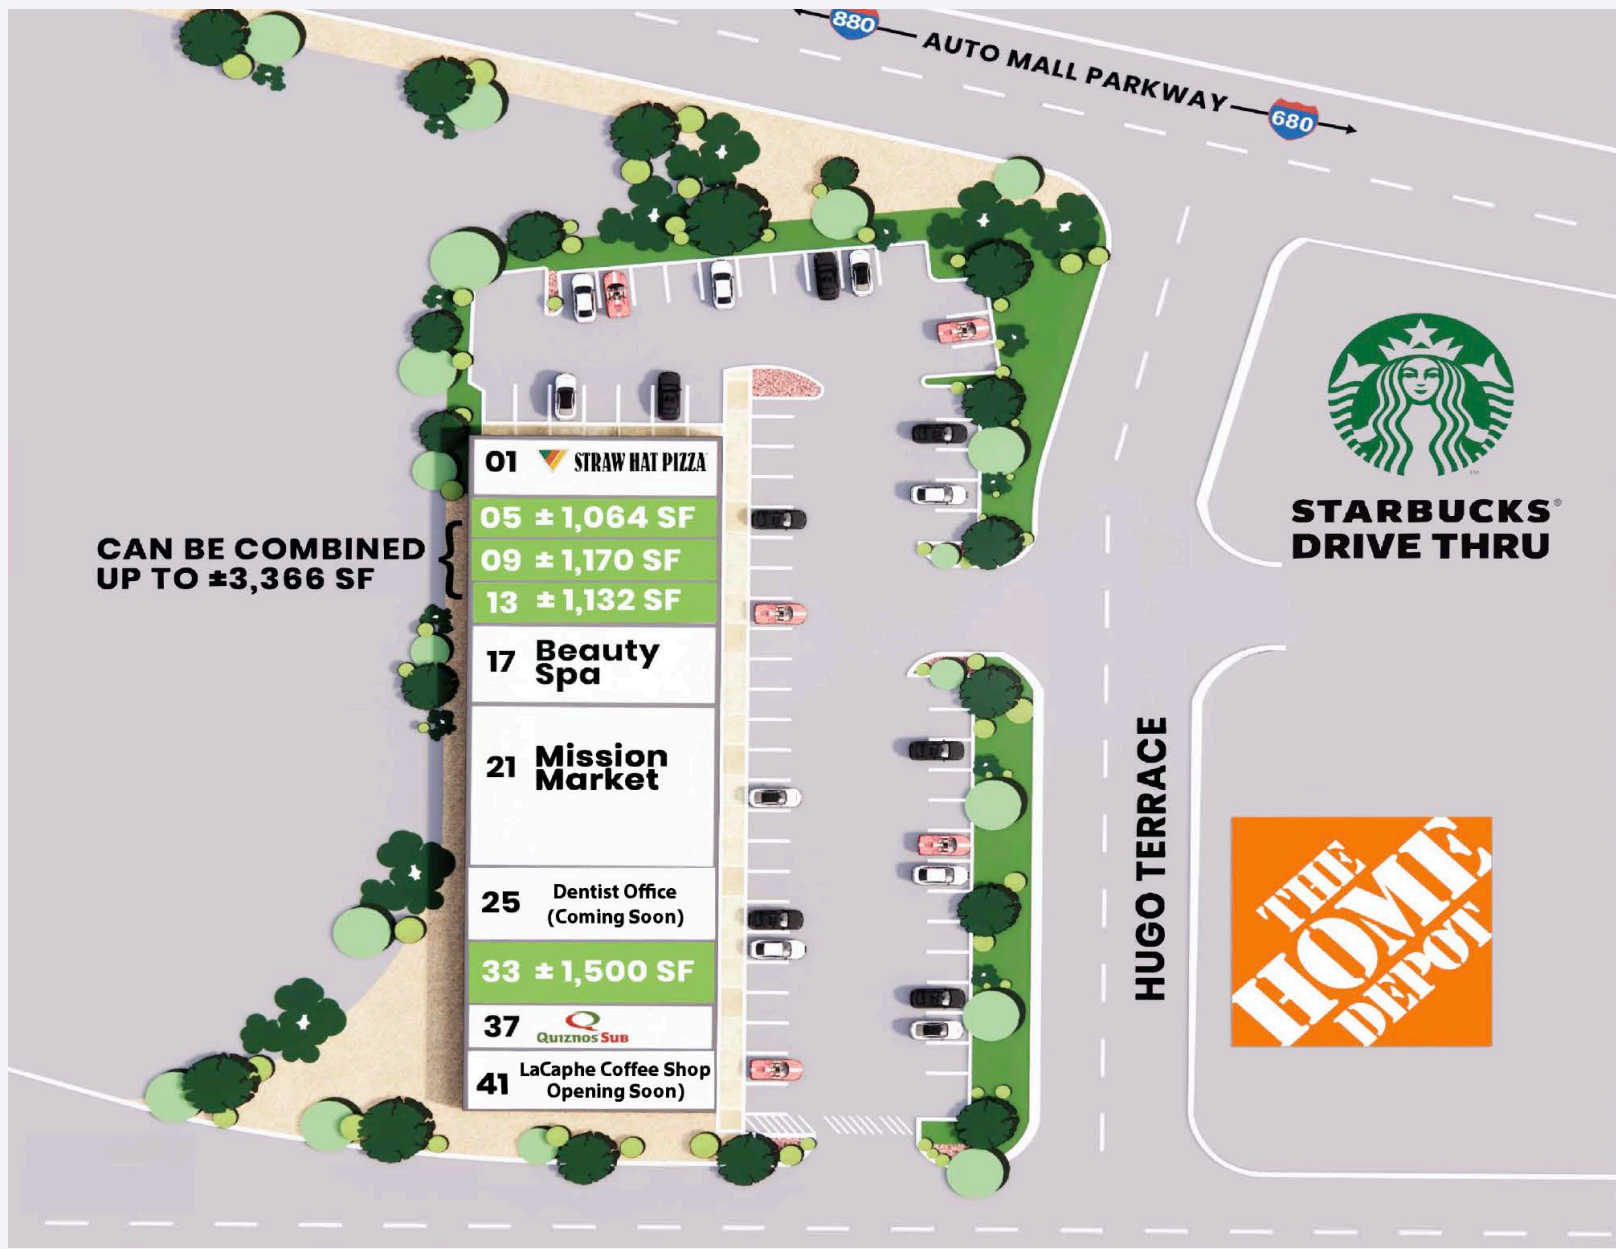 880
AUTO MALL PARKWAY
680
01 STRAW HAT PIZZA
05 ± 1,064 SF
09 ± 1,170 SF
13 ± 1,132 SF
CAN BE COMBINED
UP TO ±3,366 SF
17 Beauty
Spa
21 Mission
Market
25 Dentist Office
(Coming Soon)
33 ± 1,500 SF
37 QUIZNOS SUB
41 LaCaphe Coffee Shop
Opening Soon)
HUGO TERRACE
STARBUCKS®
DRIVE THRU
THE
HOME
DEPOT